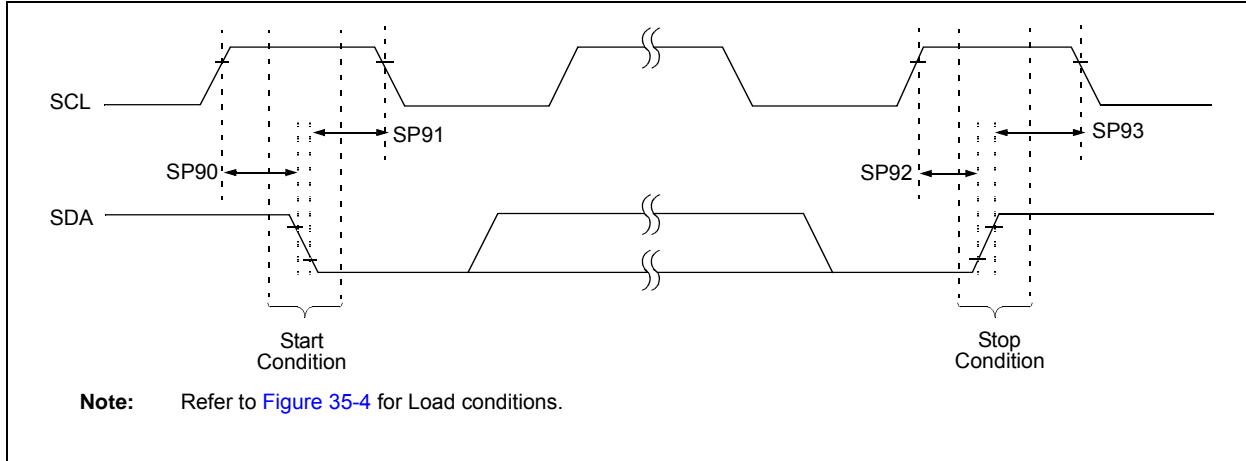 SCL
SP91
SP93
SP90
SP92
SDA
Start
Condition
Stop
Condition
Note: Refer to Figure 35-4 for Load conditions.